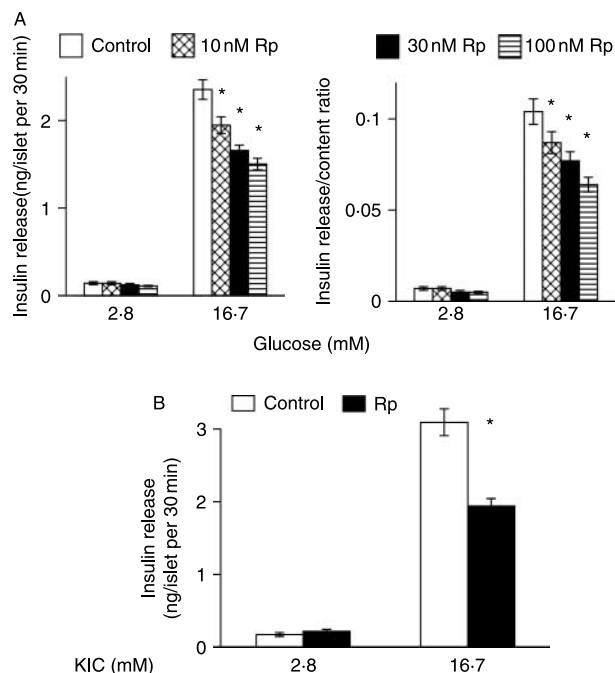 A
Control 10 nM Rp 30 nM Rp 100 nM Rp
Insulin release(ng/islet per 30 min)
2
1
0
* * *
2·8 16·7
Insulin release/content ratio
0·1
0·05
0
* * *
2·8 16·7
Glucose (mM)
B
Control Rp
Insulin release
(ng/islet per 30 min)
3
2
1
0
*
KIC (mM) 2·8 16·7